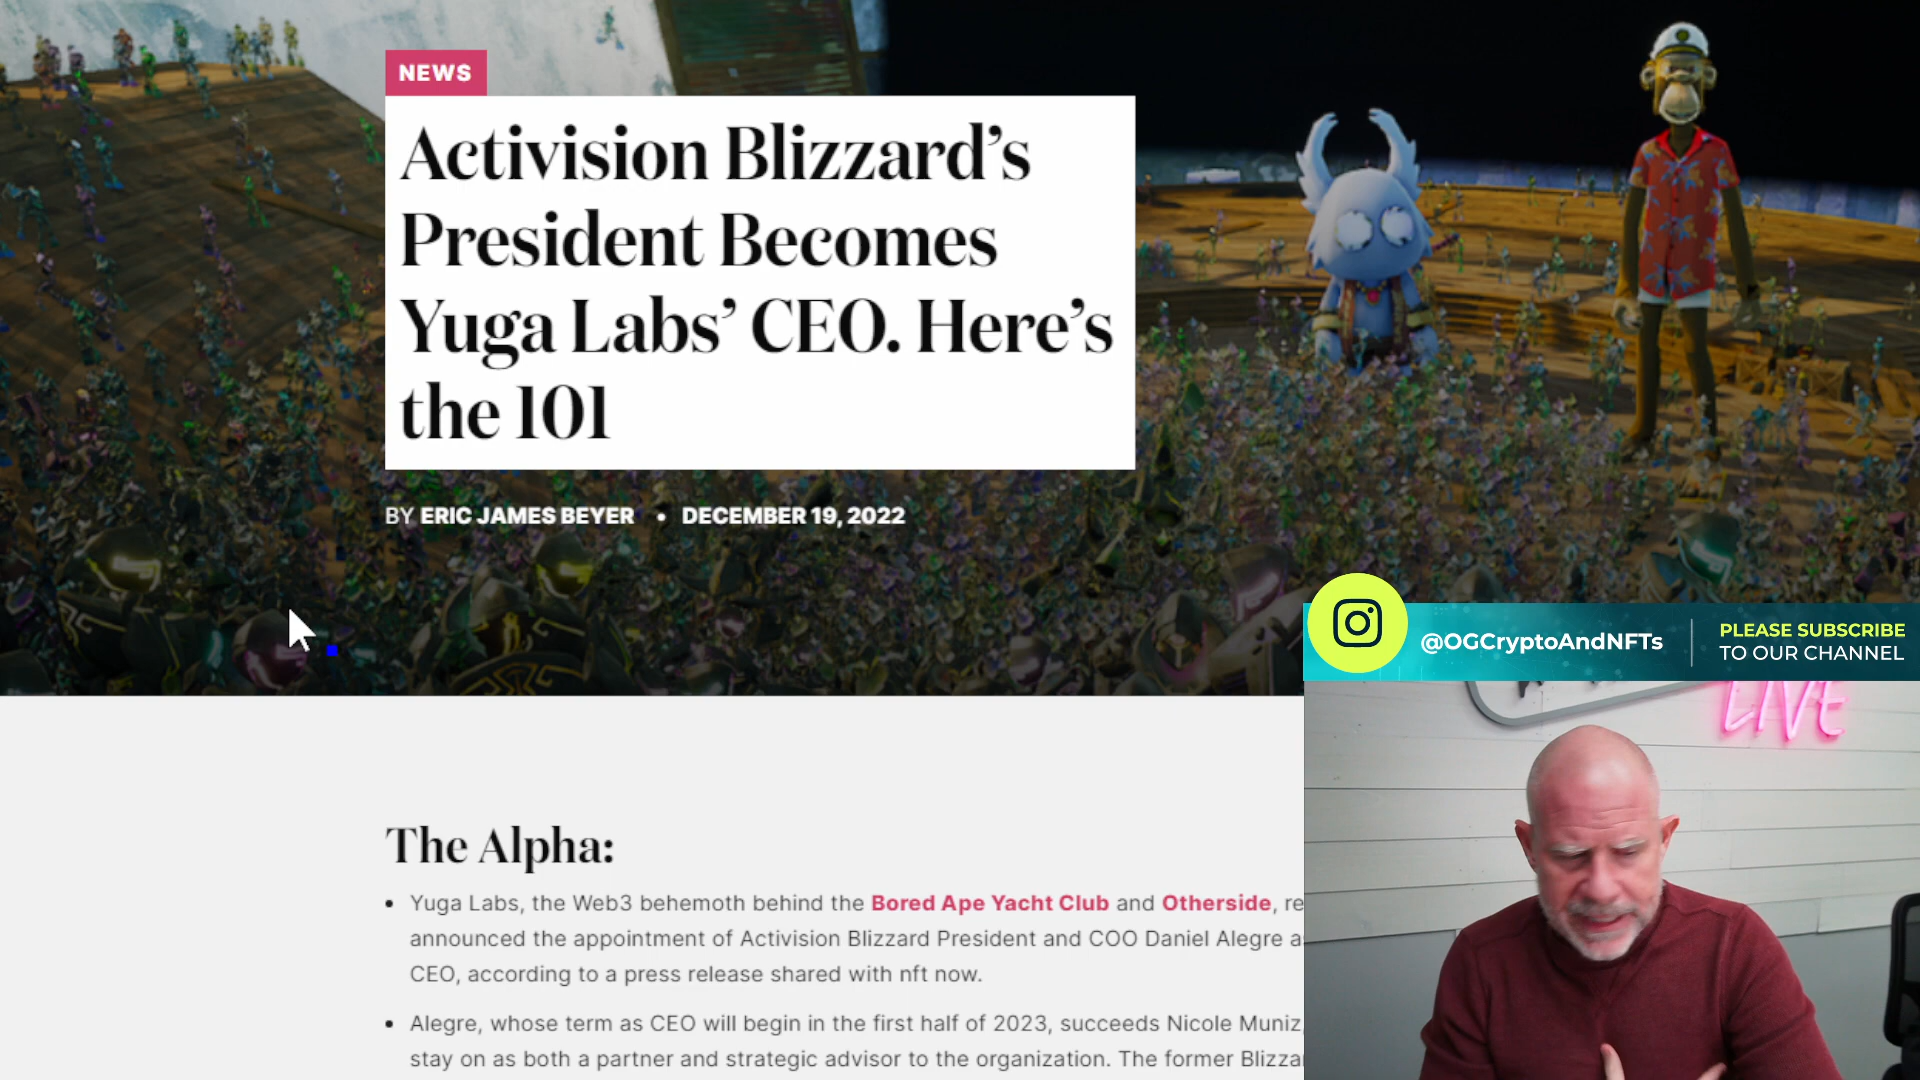 NEWS
Activision Blizzard’s
President Becomes
Yuga Labs’ CEO. Here’s
the 101
BY ERIC JAMES BEYER • DECEMBER 19, 2022
@OGCryptoAndNFTs
PLEASE SUBSCRIBE
TO OUR CHANNEL
LIVE
The Alpha:
• Yuga Labs, the Web3 behemoth behind the Bored Ape Yacht Club and Otherside, re
announced the appointment of Activision Blizzard President and COO Daniel Alegre a
CEO, according to a press release shared with nft now.
• Alegre, whose term as CEO will begin in the first half of 2023, succeeds Nicole Muniz,
stay on as both a partner and strategic advisor to the organization. The former Blizza